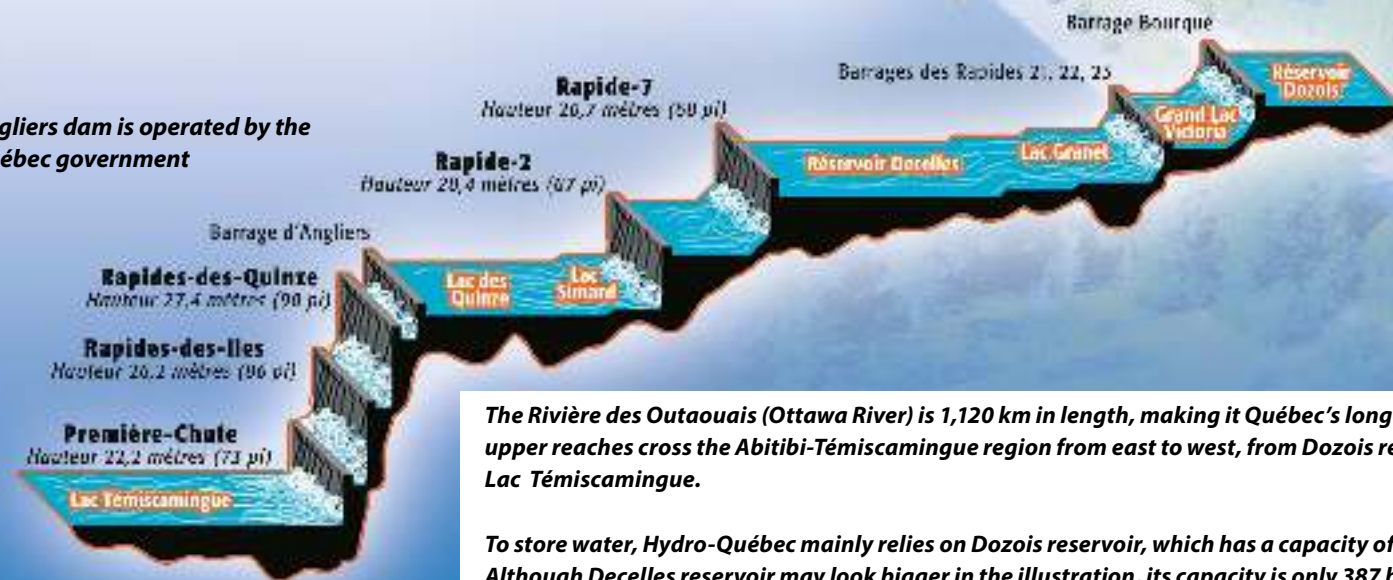 Barrage Bourque
Barrages des Rapides 21, 22, 23
Réservoir
Dozois
Grand Lac
Victoria
Rapide-7
Hauteur 20,7 mètres (68 pi)
gliers dam is operated by the
ébec government
Rapide-2
Hauteur 20,4 mètres (67 pi)
Réservoir Decelles
Lac Granet
Barrage d'Angliers
Rapides-des-Quinze
Hauteur 27,4 mètres (90 pi)
Lac des
Quinze
Lac
Simard
Rapides-des-Iles
Hauteur 26,2 mètres (86 pi)
Première-Chute
Hauteur 22,2 mètres (73 pi)
Lac Témiscamingue
The Rivière des Outaouais (Ottawa River) is 1,120 km in length, making it Québec's long
upper reaches cross the Abitibi-Témiscamingue region from east to west, from Dozois re
Lac Témiscamingue.
To store water, Hydro-Québec mainly relies on Dozois reservoir, which has a capacity of
Although Decelles reservoir may look bigger in the illustration, its capacity is only 387